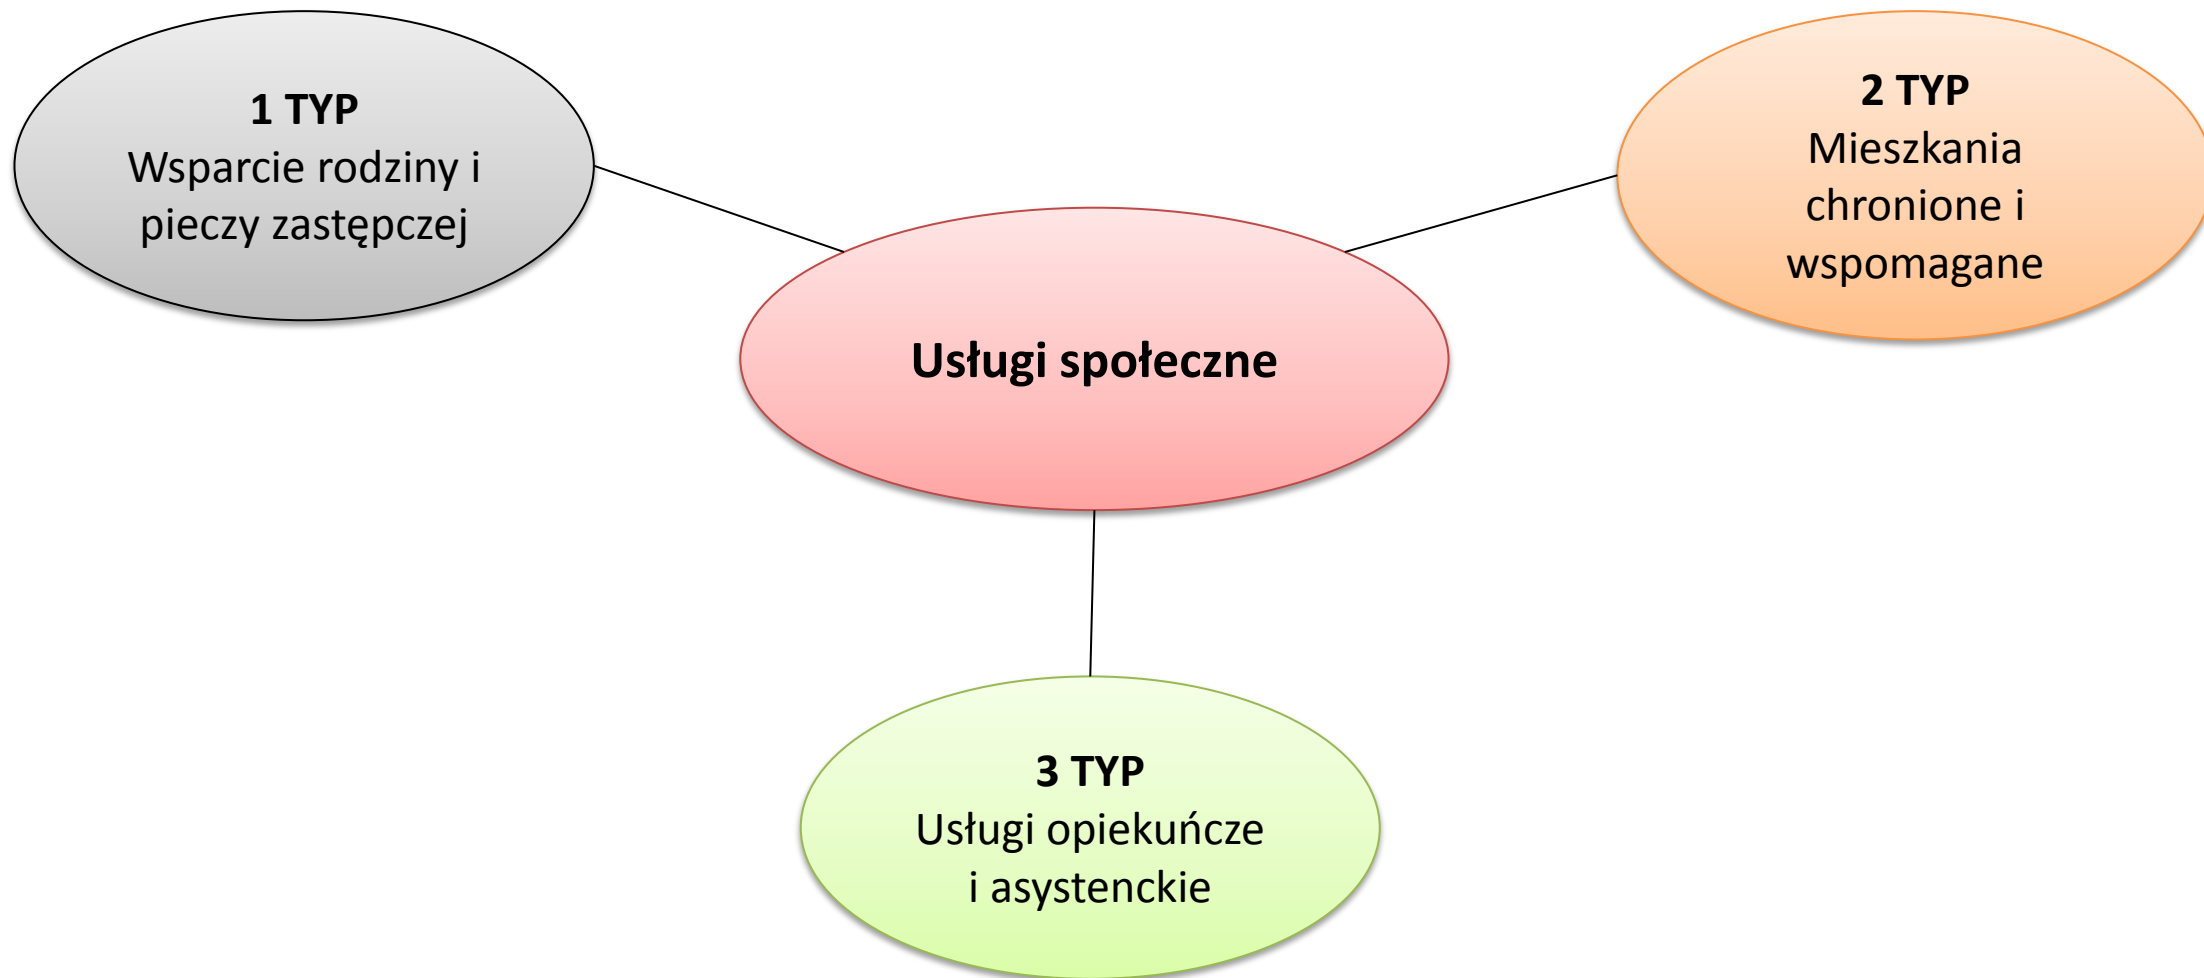 1 TYP
Wsparcie rodziny i
pieczy zastępczej
2 TYP
Mieszkania
chronione i
wspomagane
Usługi społeczne
3 TYP
Usługi opiekuńcze
i asystenckie